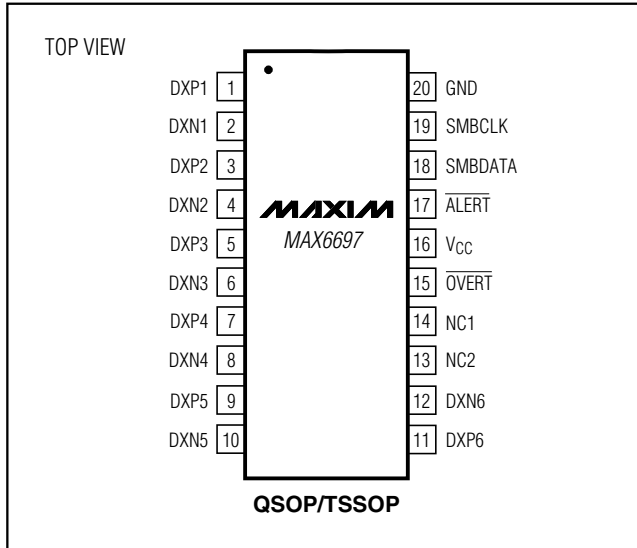 TOP VIEW
DXP1 1 20 GND
DXN1 2 19 SMBCLK
DXP2 3 18 SMBDATA
DXN2 4 MAXIM 17 ALERT
DXP3 5 MAX6697 16 VCC
DXN3 6 15 OVERT
DXP4 7 14 NC1
DXN4 8 13 NC2
DXP5 9 12 DXN6
DXN5 10 11 DXP6
QSOP/TSSOP